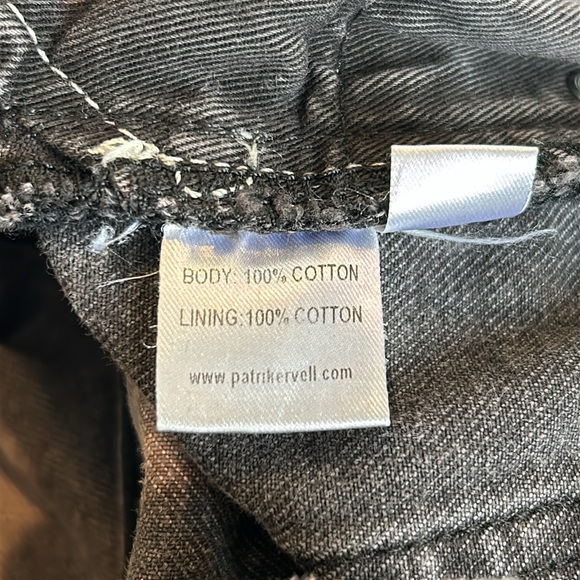 BODY: 100% COTTON
LINING:100% COTTON
www.patrikervell.com